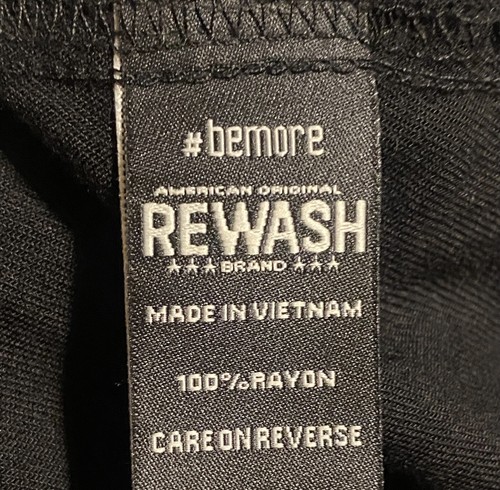 #bemore
AMERICAN ORIGINAL
REWASH
BRAND
MADE IN VIETNAM
100% RAYON
CARE ON REVERSE